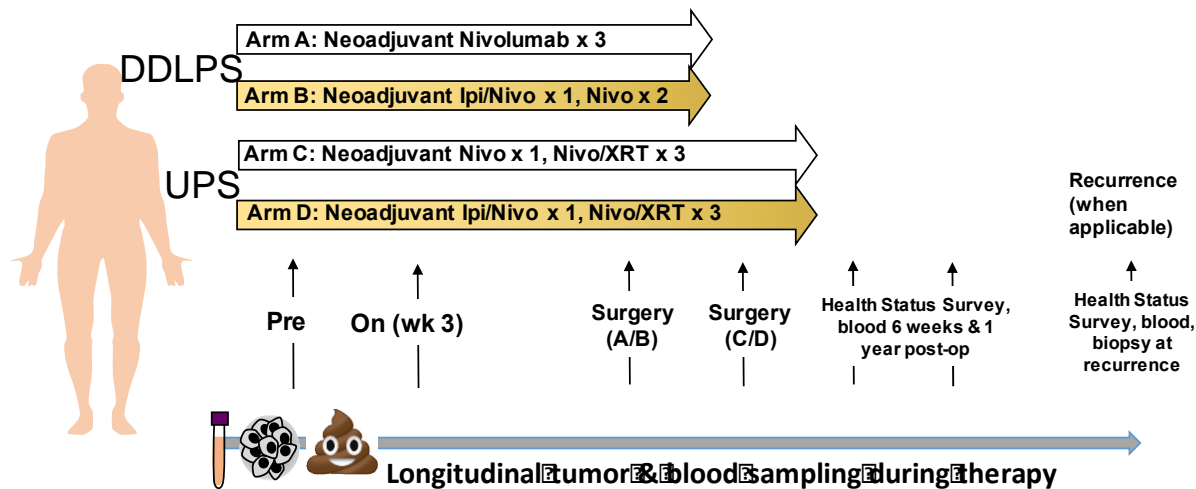 DDLPS
Arm A: Neoadjuvant Nivolumab x 3
Arm B: Neoadjuvant Ipi/Nivo x 1, Nivo x 2
UPS
Arm C: Neoadjuvant Nivo x 1, Nivo/XRT x 3
Arm D: Neoadjuvant Ipi/Nivo x 1, Nivo/XRT x 3
Recurrence
(when
applicable)
Pre
On (wk 3)
Surgery
(A/B)
Surgery
(C/D)
Health Status Survey,
blood 6 weeks & 1
year post-op
Health Status
Survey, blood,
biopsy at
recurrence
Longitudinal⍰tumor⍰&⍰blood⍰sampling⍰during⍰therapy